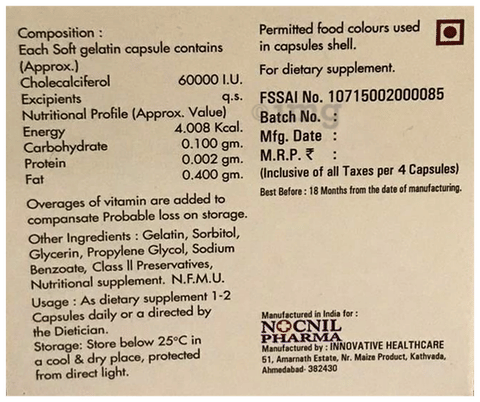 Composition :
Each Soft gelatin capsule contains
(Approx.)
Cholecalciferol 60000 I.U.
Excipients q.s.
Nutritional Profile (Approx. Value)
Energy 4.008 Kcal.
Carbohydrate 0.100 gm.
Protein 0.002 gm.
Fat 0.400 gm.
Overages of vitamin are added to
compansate Probable loss on storage.
Other Ingredients : Gelatin, Sorbitol,
Glycerin, Propylene Glycol, Sodium
Benzoate, Class II Preservatives,
Nutritional supplement. N.F.M.U.
Usage : As dietary supplement 1-2
Capsules daily or a directed by
the Dietician.
Storage: Store below 25°C in
a cool & dry place, protected
from direct light.
Permitted food colours used
in capsules shell.
For dietary supplement.
FSSAI No. 10715002000085
Batch No. :
Mfg. Date :
M.R.P. ₹ :
(Inclusive of all Taxes per 4 Capsules)
Best Before : 18 Months from the date of manufacturing.
Manufactured in India for :
NOCNIL
PHARMA
Manufactured by : INNOVATIVE HEALTHCARE
51, Amarnath Estate, Nr. Maize Product, Kathvada,
Ahmedabad- 382430